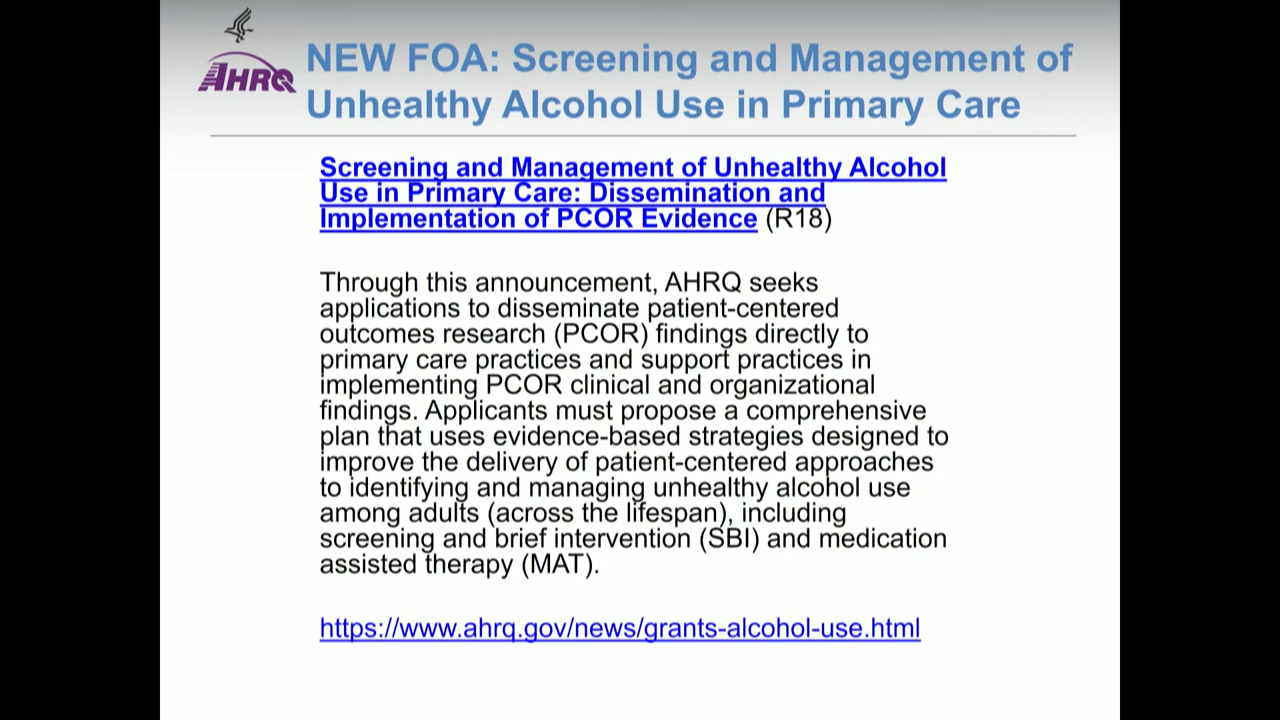 AHRQ
NEW FOA: Screening and Management of
Unhealthy Alcohol Use in Primary Care
Screening and Management of Unhealthy Alcohol
Use in Primary Care: Dissemination and
Implementation of PCOR Evidence (R18)
Through this announcement, AHRQ seeks
applications to disseminate patient-centered
outcomes research (PCOR) findings directly to
primary care practices and support practices in
implementing PCOR clinical and organizational
findings. Applicants must propose a comprehensive
plan that uses evidence-based strategies designed to
improve the delivery of patient-centered approaches
to identifying and managing unhealthy alcohol use
among adults (across the lifespan), including
screening and brief intervention (SBI) and medication
assisted therapy (MAT).
https://www.ahrq.gov/news/grants-alcohol-use.html